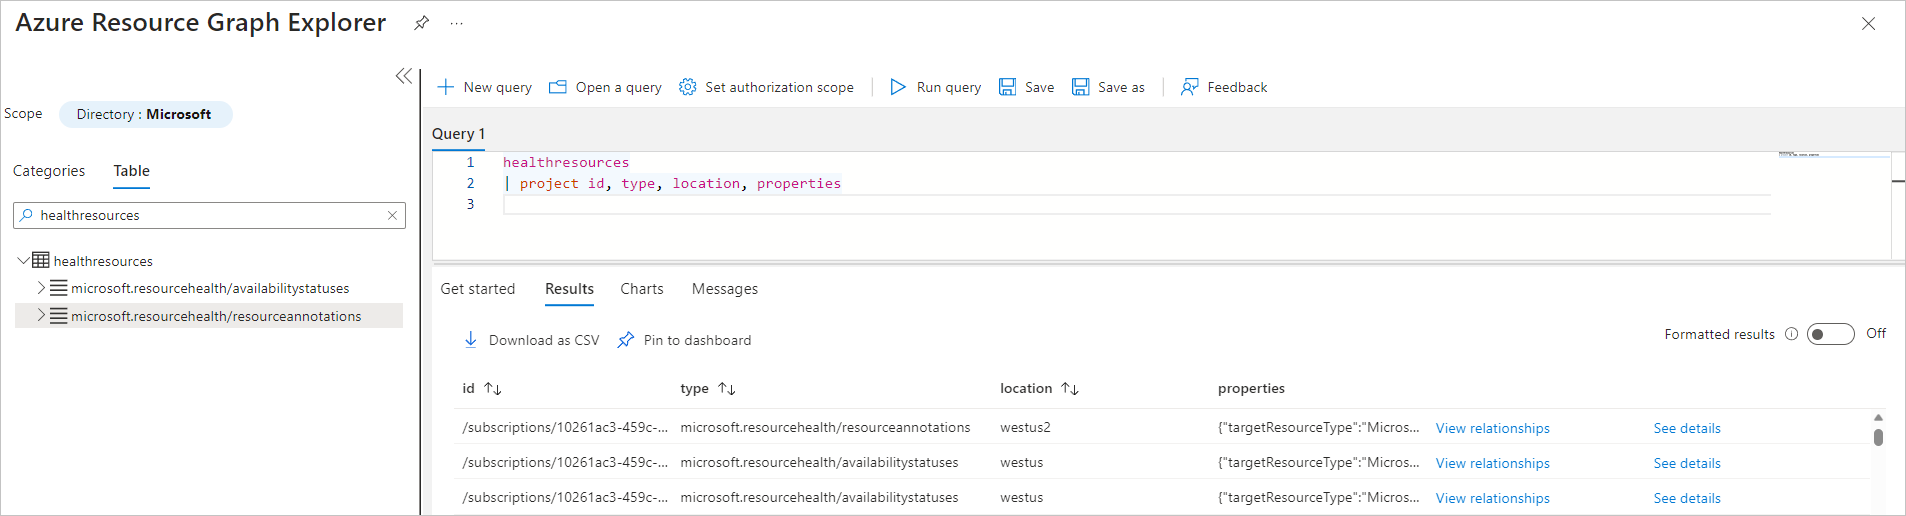 Azure Resource Graph Explorer
Scope Directory : Microsoft
Categories Table
healthresources
healthresources
microsoft.resourcehealth/availabilitystatuses
microsoft.resourcehealth/resourceannotations
New query Open a query Set authorization scope Run query Save Save as Feedback
Query 1
1 healthresources
2 | project id, type, location, properties
3
Get started Results Charts Messages
Download as CSV Pin to dashboard Formatted results Off
id type location properties
/subscriptions/10261ac3-459c-... microsoft.resourcehealth/resourceannotations westus2 {"targetResourceType":"Micros... View relationships See details
/subscriptions/10261ac3-459c-... microsoft.resourcehealth/availabilitystatuses westus {"targetResourceType":"Micros... View relationships See details
/subscriptions/10261ac3-459c-... microsoft.resourcehealth/availabilitystatuses westus {"targetResourceType":"Micros... View relationships See details